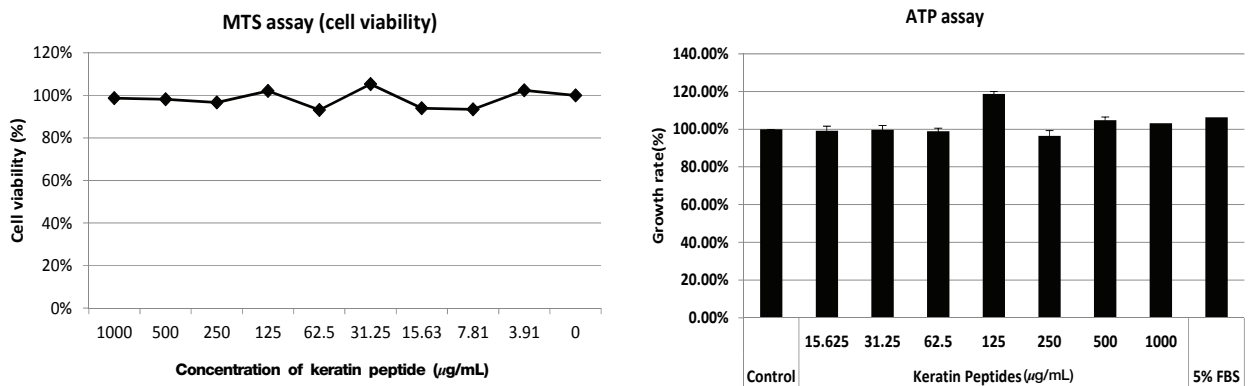 MTS assay (cell viability)
120%
100%
80%
60%
40%
20%
0%
Cell viability (%)
1000 500 250 125 62.5 31.25 15.63 7.81 3.91 0
Concentration of keratin peptide (μg/mL)
ATP assay
140.00%
120.00%
100.00%
80.00%
60.00%
40.00%
20.00%
0.00%
Growth rate(%)
15.625 31.25 62.5 125 250 500 1000
Control Keratin Peptides(μg/mL) 5% FBS